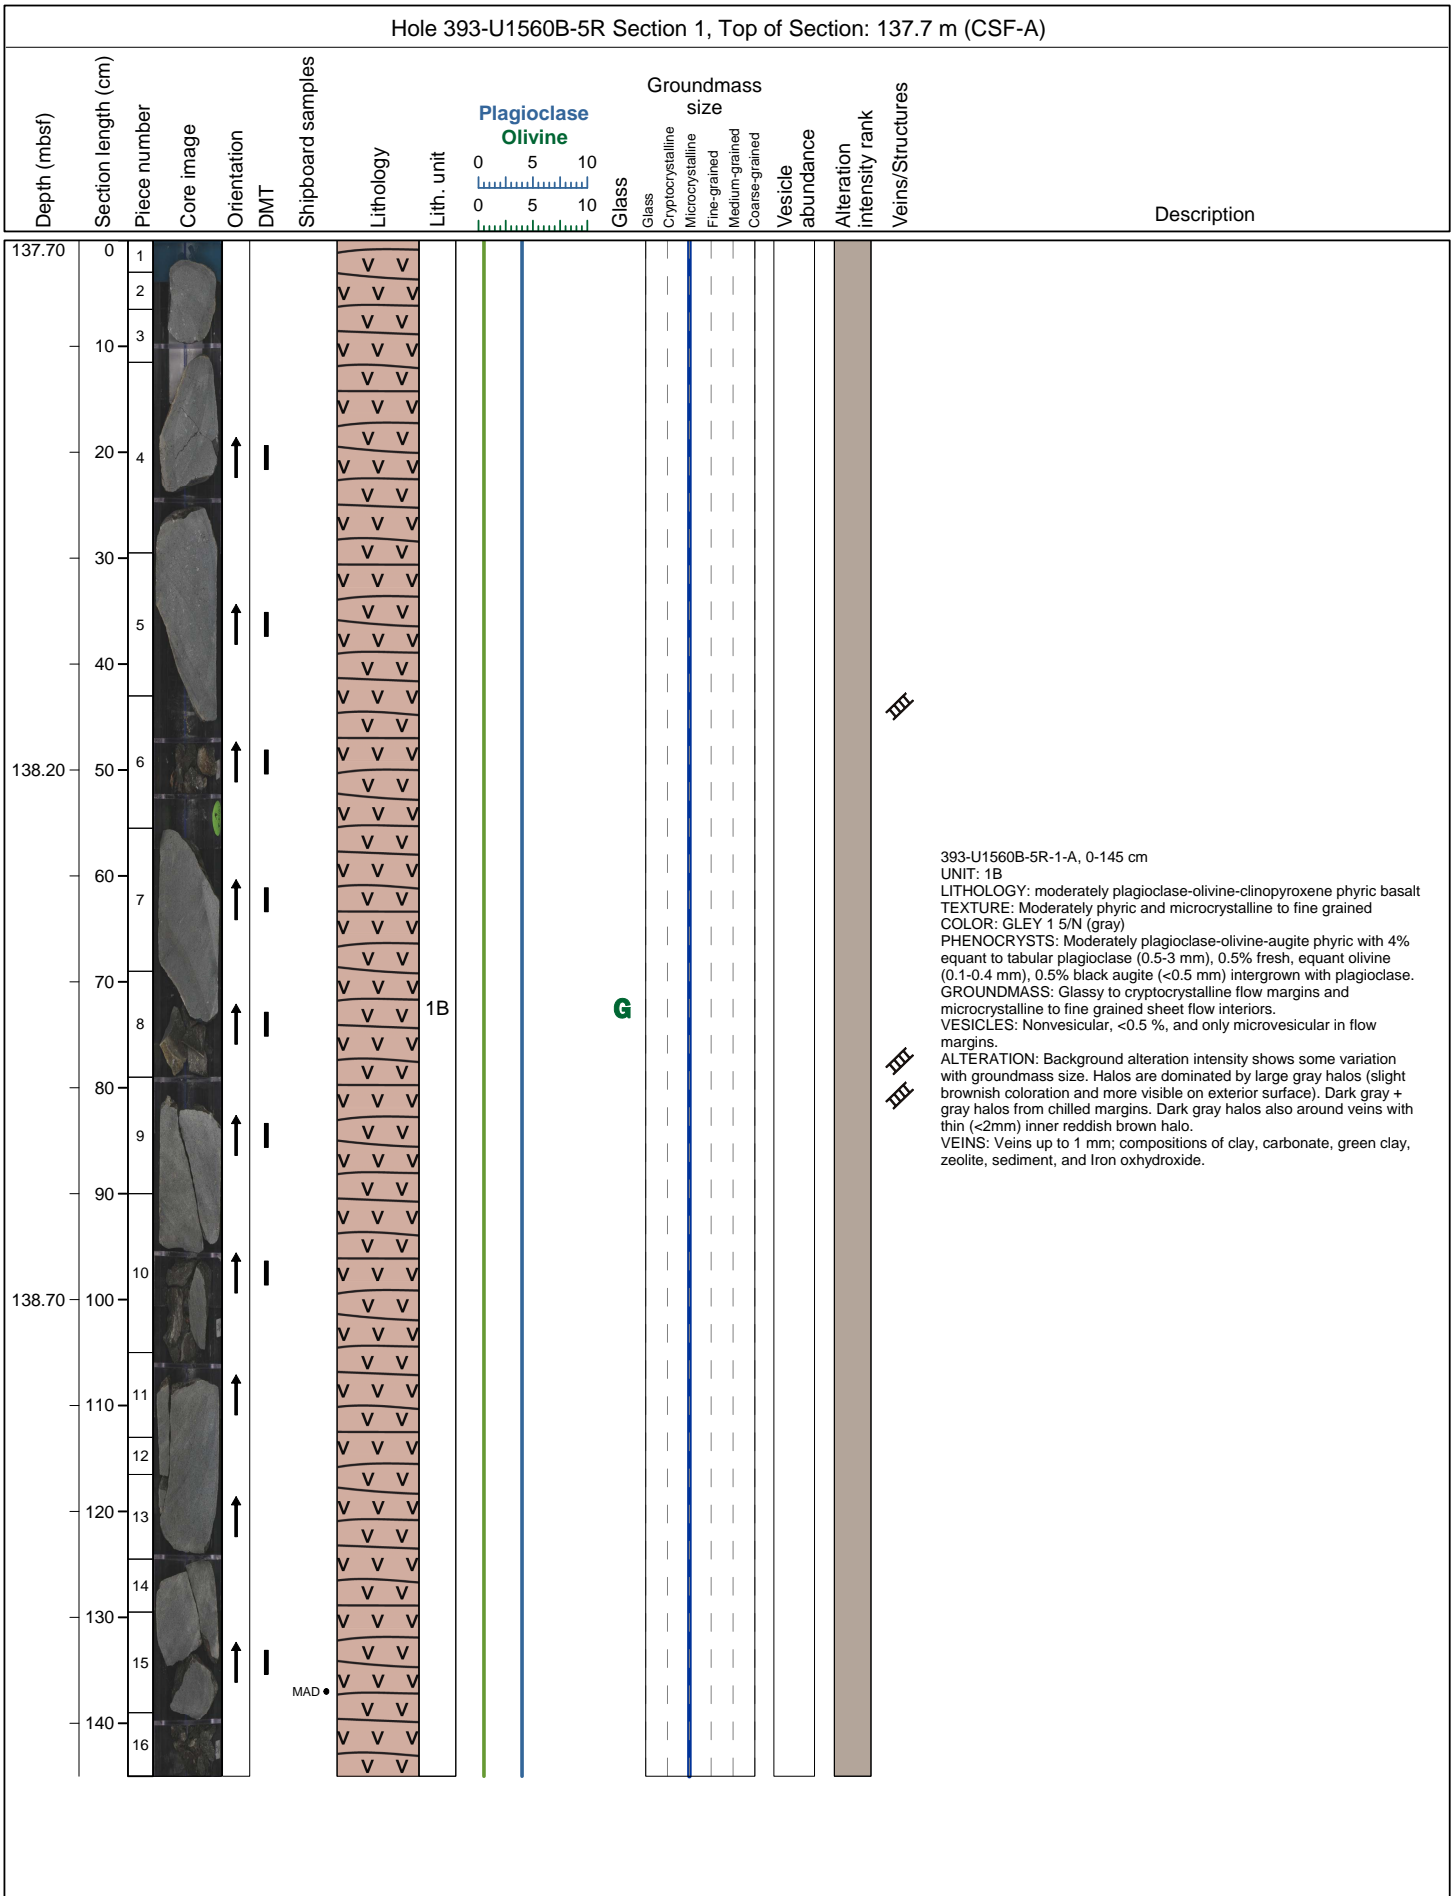 Hole 393-U1560B-5R Section 1, Top of Section: 137.7 m (CSF-A)
Depth (mbsf)
Section length (cm)
Piece number
Core image
Orientation
DMT
Shipboard samples
Lithology
Lith. unit
Plagioclase
Olivine
0 5 10
0 5 10
Glass
Groundmass
size
Glass
Cryptocrystalline
Microcrystalline
Fine-grained
Medium-grained
Coarse-grained
Vesicle
abundance
Alteration
intensity rank
Veins/Structures
Description
137.70
138.20
138.70
0
10
20
30
40
50
60
70
80
90
100
110
120
130
140
1
2
3
4
5
6
7
8
9
10
11
12
13
14
15
16
MAD
1B
G
393-U1560B-5R-1-A, 0-145 cm
UNIT: 1B
LITHOLOGY: moderately plagioclase-olivine-clinopyroxene phyric basalt
TEXTURE: Moderately phyric and microcrystalline to fine grained
COLOR: GLEY 1 5/N (gray)
PHENOCRYSTS: Moderately plagioclase-olivine-augite phyric with 4%
equant to tabular plagioclase (0.5-3 mm), 0.5% fresh, equant olivine
(0.1-0.4 mm), 0.5% black augite (<0.5 mm) intergrown with plagioclase.
GROUNDMASS: Glassy to cryptocrystalline flow margins and
microcrystalline to fine grained sheet flow interiors.
VESICLES: Nonvesicular, <0.5 %, and only microvesicular in flow
margins.
ALTERATION: Background alteration intensity shows some variation
with groundmass size. Halos are dominated by large gray halos (slight
brownish coloration and more visible on exterior surface). Dark gray +
gray halos from chilled margins. Dark gray halos also around veins with
thin (<2mm) inner reddish brown halo.
VEINS: Veins up to 1 mm; compositions of clay, carbonate, green clay,
zeolite, sediment, and Iron oxhydroxide.